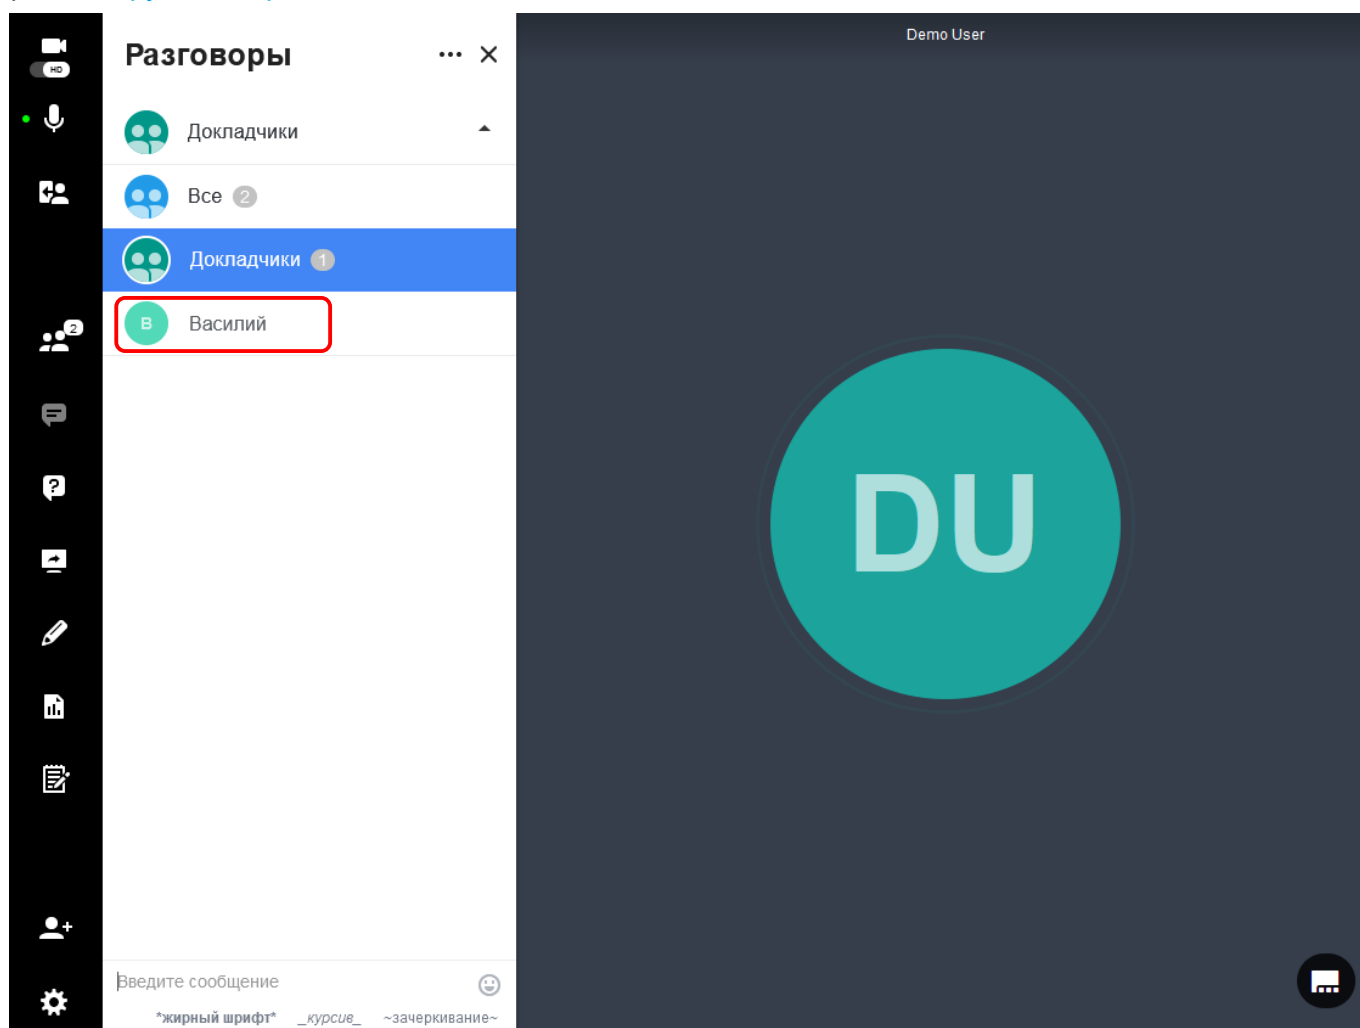 Demo User
HD
Разговоры
Докладчики
Все 2
Докладчики 1
В Василий
2
DU
Введите сообщение
*жирный шрифт* _курсив_ ~зачеркивание~